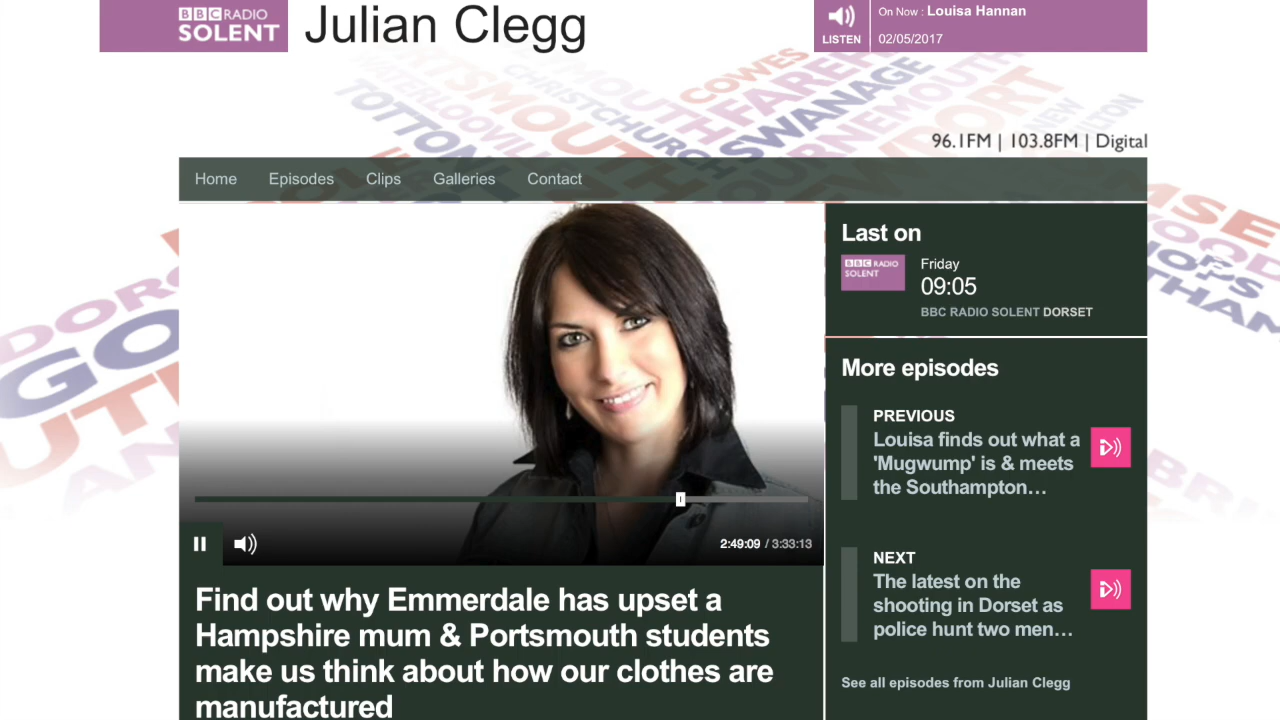 BBC RADIO
SOLENT
Julian Clegg
LISTEN
On Now : Louisa Hannan
02/05/2017
COWES
CHRISTCHURCH
SWANAGE
TOTTON
96.1FM | 103.8FM | Digital
Home Episodes Clips Galleries Contact
Last on
BBC RADIO
SOLENT
Friday
09:05
BBC RADIO SOLENT DORSET
More episodes
PREVIOUS
Louisa finds out what a
'Mugwump' is & meets
the Southampton…
NEXT
The latest on the
shooting in Dorset as
police hunt two men…
See all episodes from Julian Clegg
2:49:09 / 3:33:13
Find out why Emmerdale has upset a
Hampshire mum & Portsmouth students
make us think about how our clothes are
manufactured